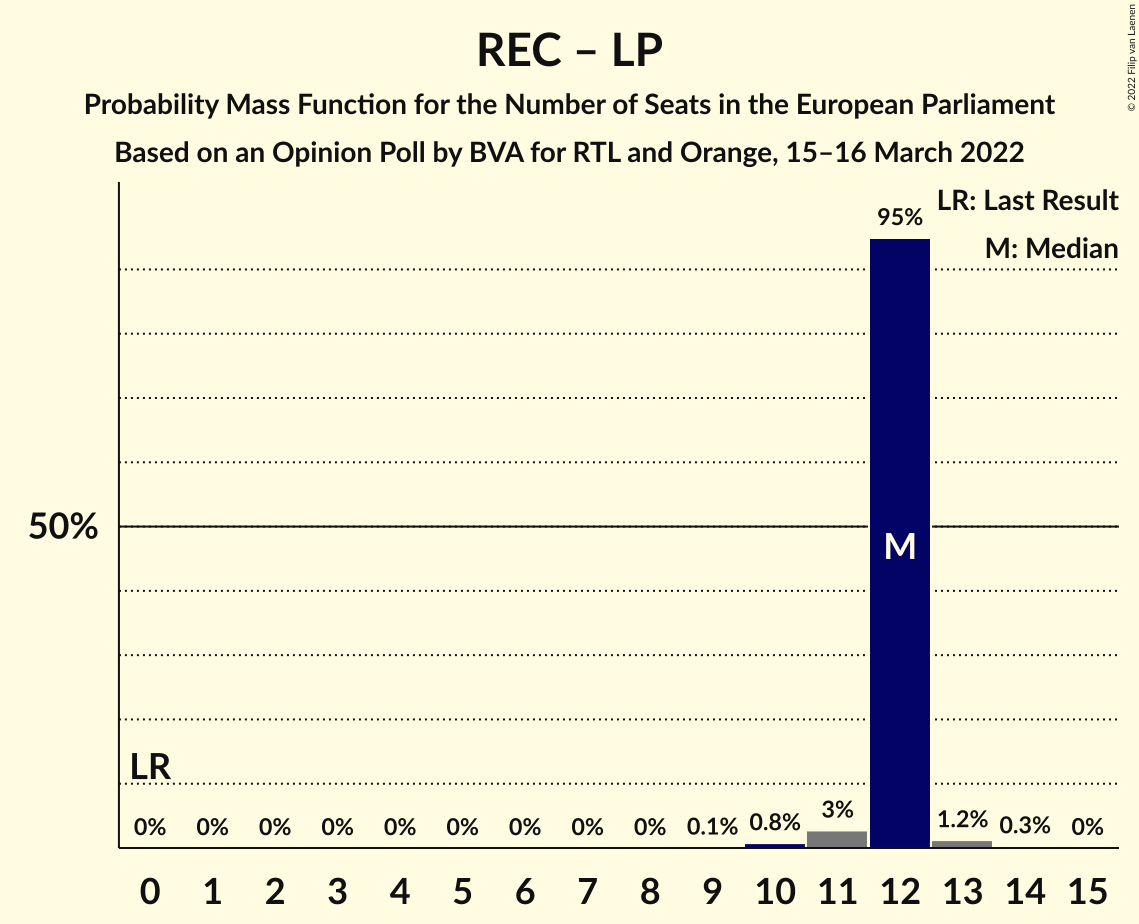 REC – LP
Probability Mass Function for the Number of Seats in the European Parliament
Based on an Opinion Poll by BVA for RTL and Orange, 15–16 March 2022
© 2022 Filip van Laenen
LR: Last Result
M: Median
95%
50%
M
LR
0% 0% 0% 0% 0% 0% 0% 0% 0% 0.1% 0.8% 3% 1.2% 0.3% 0%
0 1 2 3 4 5 6 7 8 9 10 11 12 13 14 15